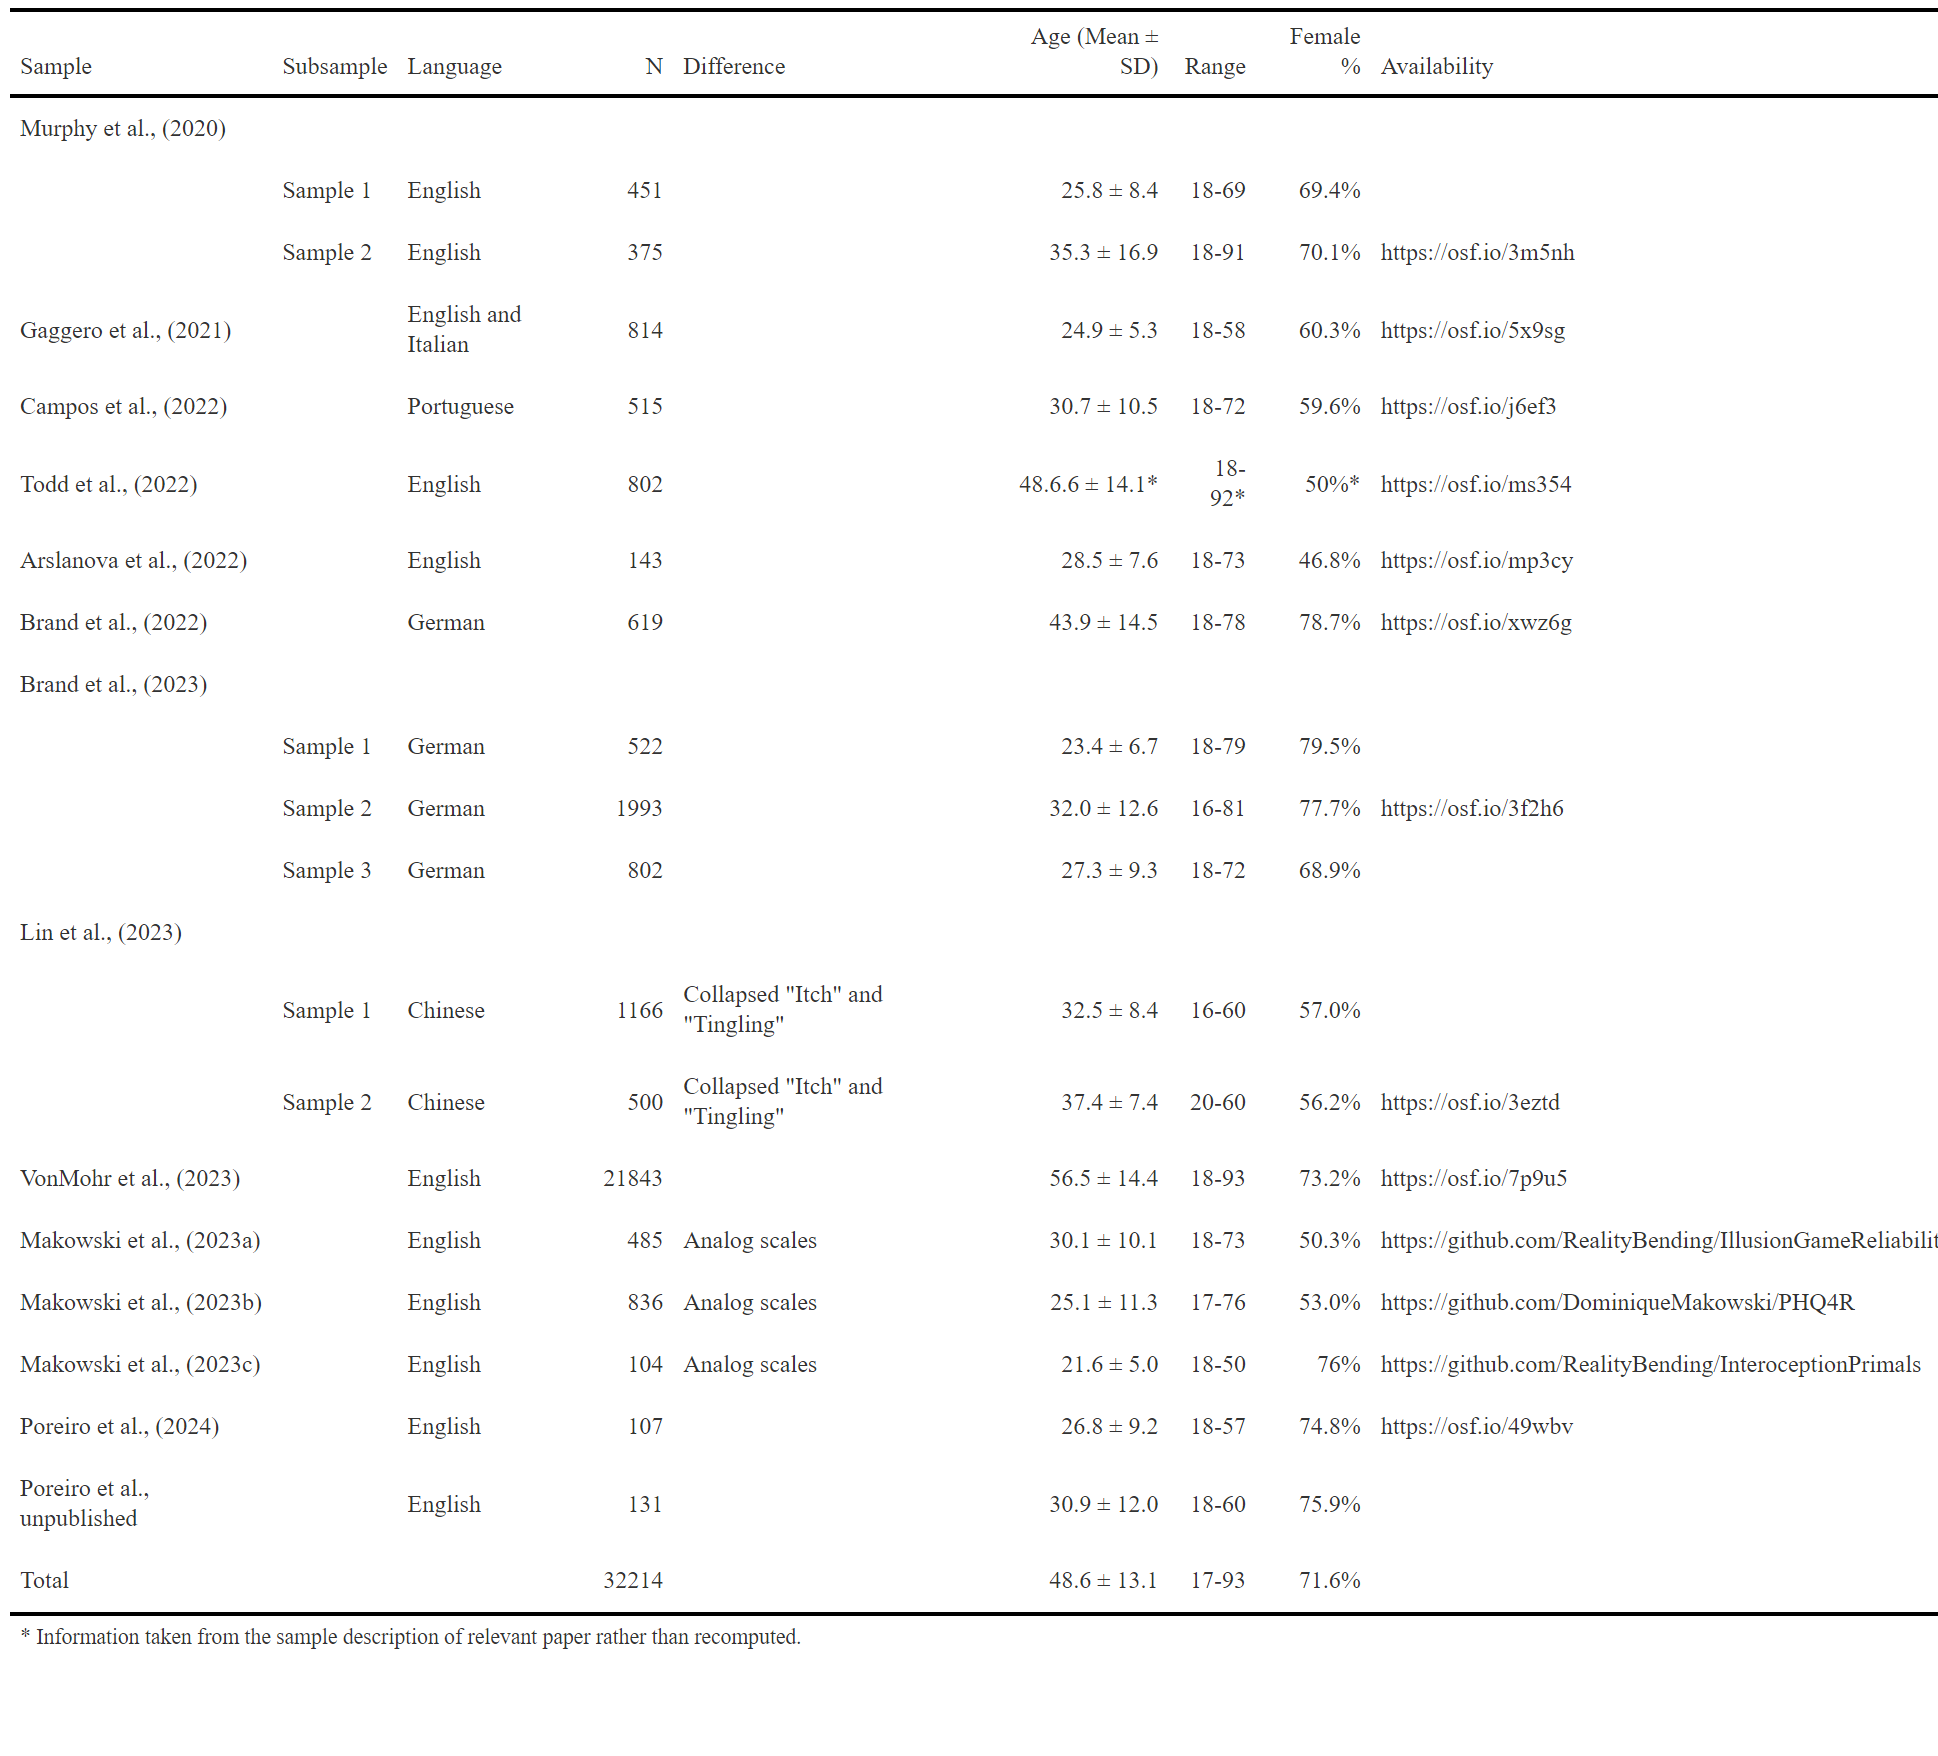 Sample Subsample Language N Difference Age (Mean ± SD) Range Female % Availability
Murphy et al., (2020)
Sample 1 English 451 25.8 ± 8.4 18-69 69.4%
Sample 2 English 375 35.3 ± 16.9 18-91 70.1% https://osf.io/3m5nh
Gaggero et al., (2021) English and Italian 814 24.9 ± 5.3 18-58 60.3% https://osf.io/5x9sg
Campos et al., (2022) Portuguese 515 30.7 ± 10.5 18-72 59.6% https://osf.io/j6ef3
Todd et al., (2022) English 802 48.6.6 ± 14.1* 18-92* 50%* https://osf.io/ms354
Arslanova et al., (2022) English 143 28.5 ± 7.6 18-73 46.8% https://osf.io/mp3cy
Brand et al., (2022) German 619 43.9 ± 14.5 18-78 78.7% https://osf.io/xwz6g
Brand et al., (2023)
Sample 1 German 522 23.4 ± 6.7 18-79 79.5%
Sample 2 German 1993 32.0 ± 12.6 16-81 77.7% https://osf.io/3f2h6
Sample 3 German 802 27.3 ± 9.3 18-72 68.9%
Lin et al., (2023)
Sample 1 Chinese 1166 Collapsed "Itch" and "Tingling" 32.5 ± 8.4 16-60 57.0%
Sample 2 Chinese 500 Collapsed "Itch" and "Tingling" 37.4 ± 7.4 20-60 56.2% https://osf.io/3eztd
VonMohr et al., (2023) English 21843 56.5 ± 14.4 18-93 73.2% https://osf.io/7p9u5
Makowski et al., (2023a) English 485 Analog scales 30.1 ± 10.1 18-73 50.3% https://github.com/RealityBending/IllusionGameReliabilit
Makowski et al., (2023b) English 836 Analog scales 25.1 ± 11.3 17-76 53.0% https://github.com/DominiqueMakowski/PHQ4R
Makowski et al., (2023c) English 104 Analog scales 21.6 ± 5.0 18-50 76% https://github.com/RealityBending/InteroceptionPrimals
Poreiro et al., (2024) English 107 26.8 ± 9.2 18-57 74.8% https://osf.io/49wbv
Poreiro et al., unpublished English 131 30.9 ± 12.0 18-60 75.9%
Total 32214 48.6 ± 13.1 17-93 71.6%
* Information taken from the sample description of relevant paper rather than recomputed.